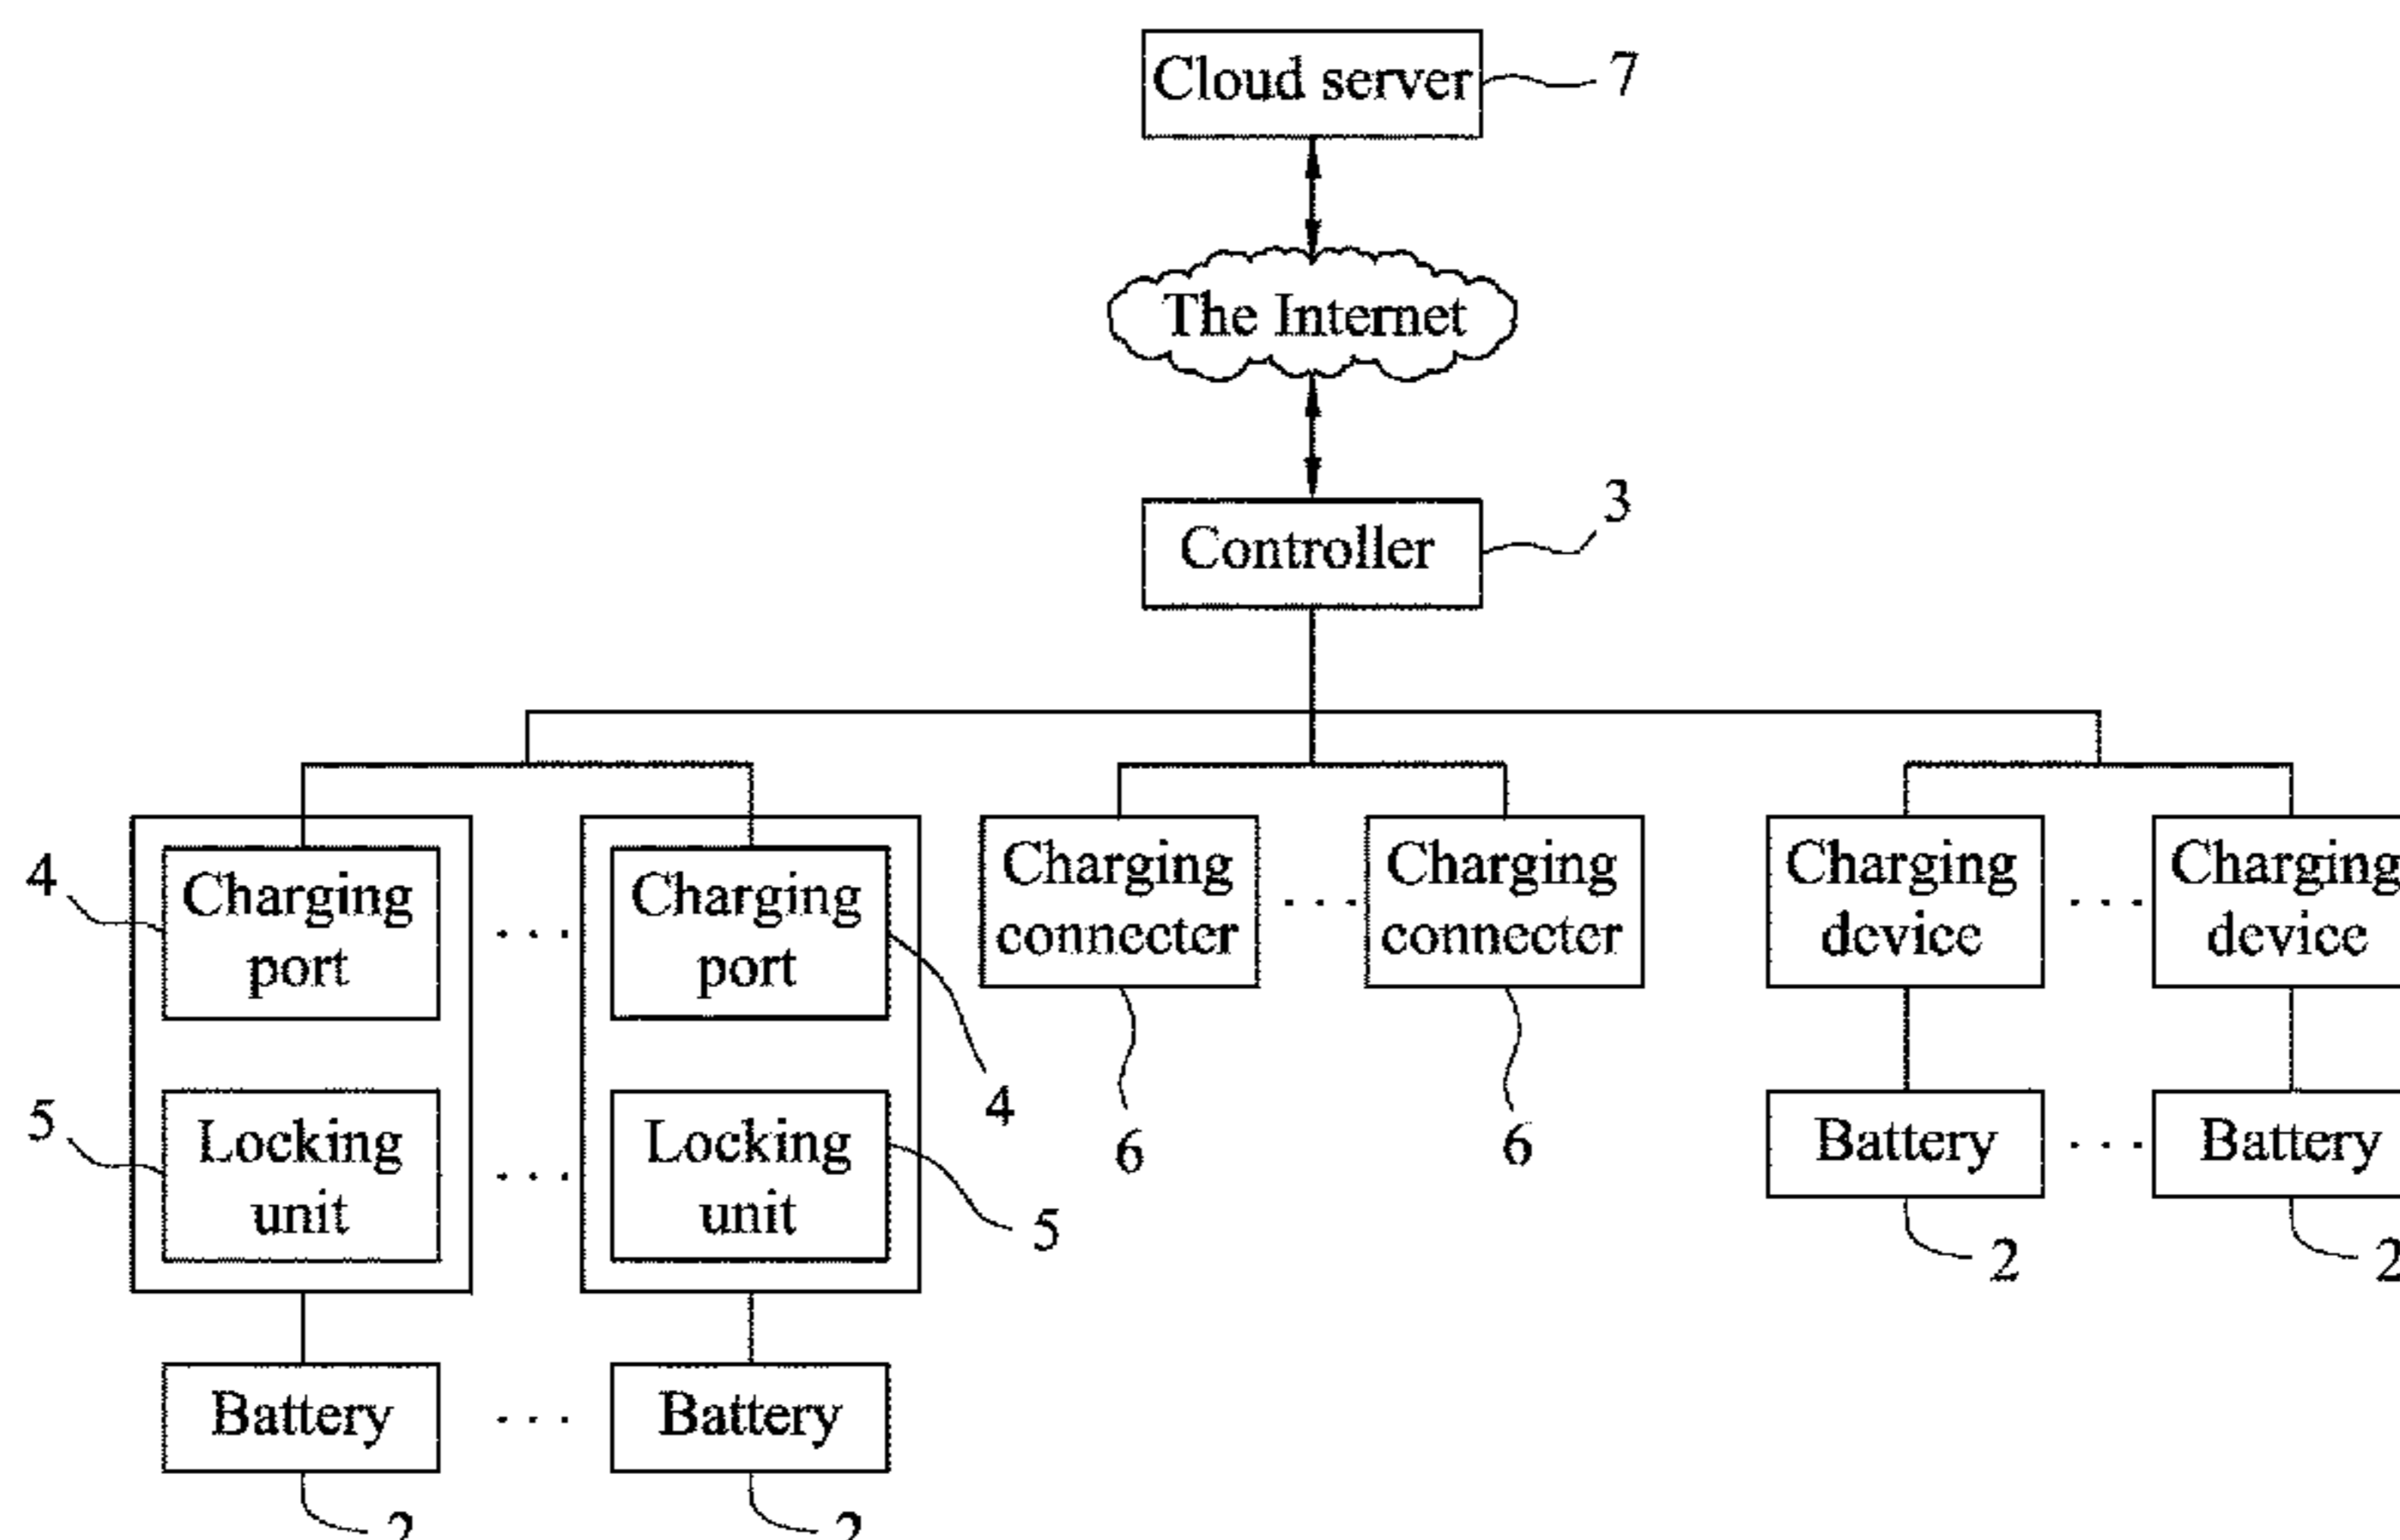 Cloud server
7
The Internet
Controller
3
4
Charging
port
. . .
Charging
port
4
Charging
connecter
. . .
Charging
connecter
6
6
Charging
device
. . .
Charging
device
5
Locking
unit
. . .
Locking
unit
5
Battery
. . .
Battery
2
2
Battery
. . .
Battery
2
2